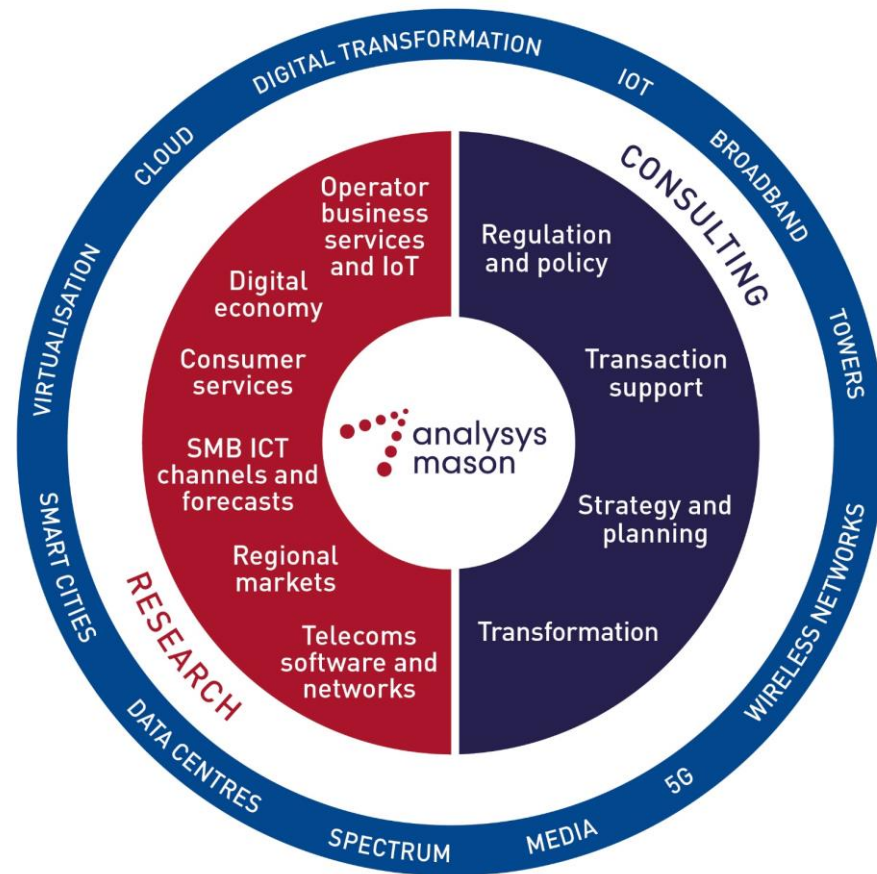 DIGITAL TRANSFORMATION
IOT
BROADBAND
TOWERS
WIRELESS NETWORKS
5G
MEDIA
SPECTRUM
DATA CENTRES
SMART CITIES
VIRTUALISATION
CLOUD
CONSULTING
Regulation
and policy
Transaction
support
Strategy and
planning
Transformation
RESEARCH
Operator
business
services
and IoT
Digital
economy
Consumer
services
SMB ICT
channels and
forecasts
Regional
markets
Telecoms
software and
networks
analysys
mason